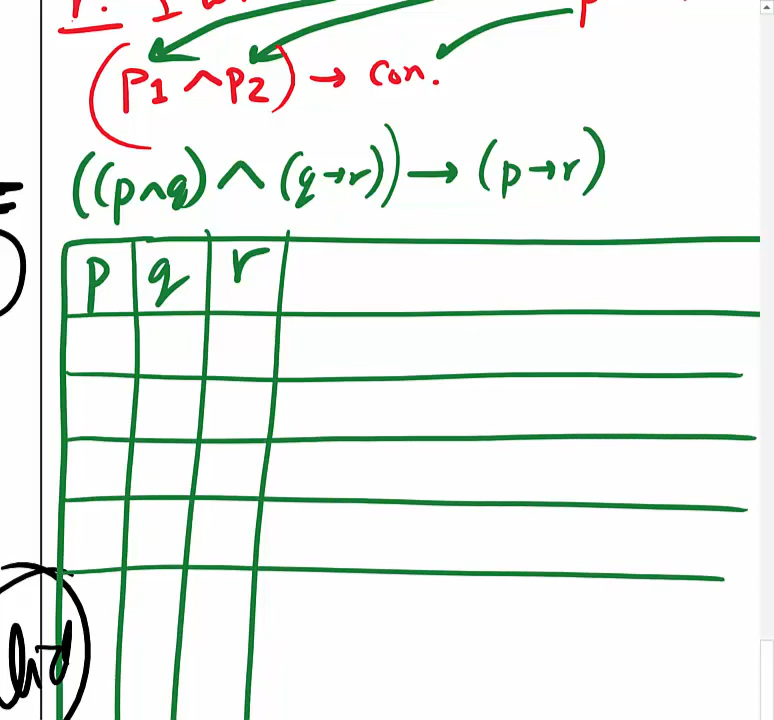 (p1 ∧ p2) → con.
((p∧q) ∧ (q→r)) → (p→r)
p q r